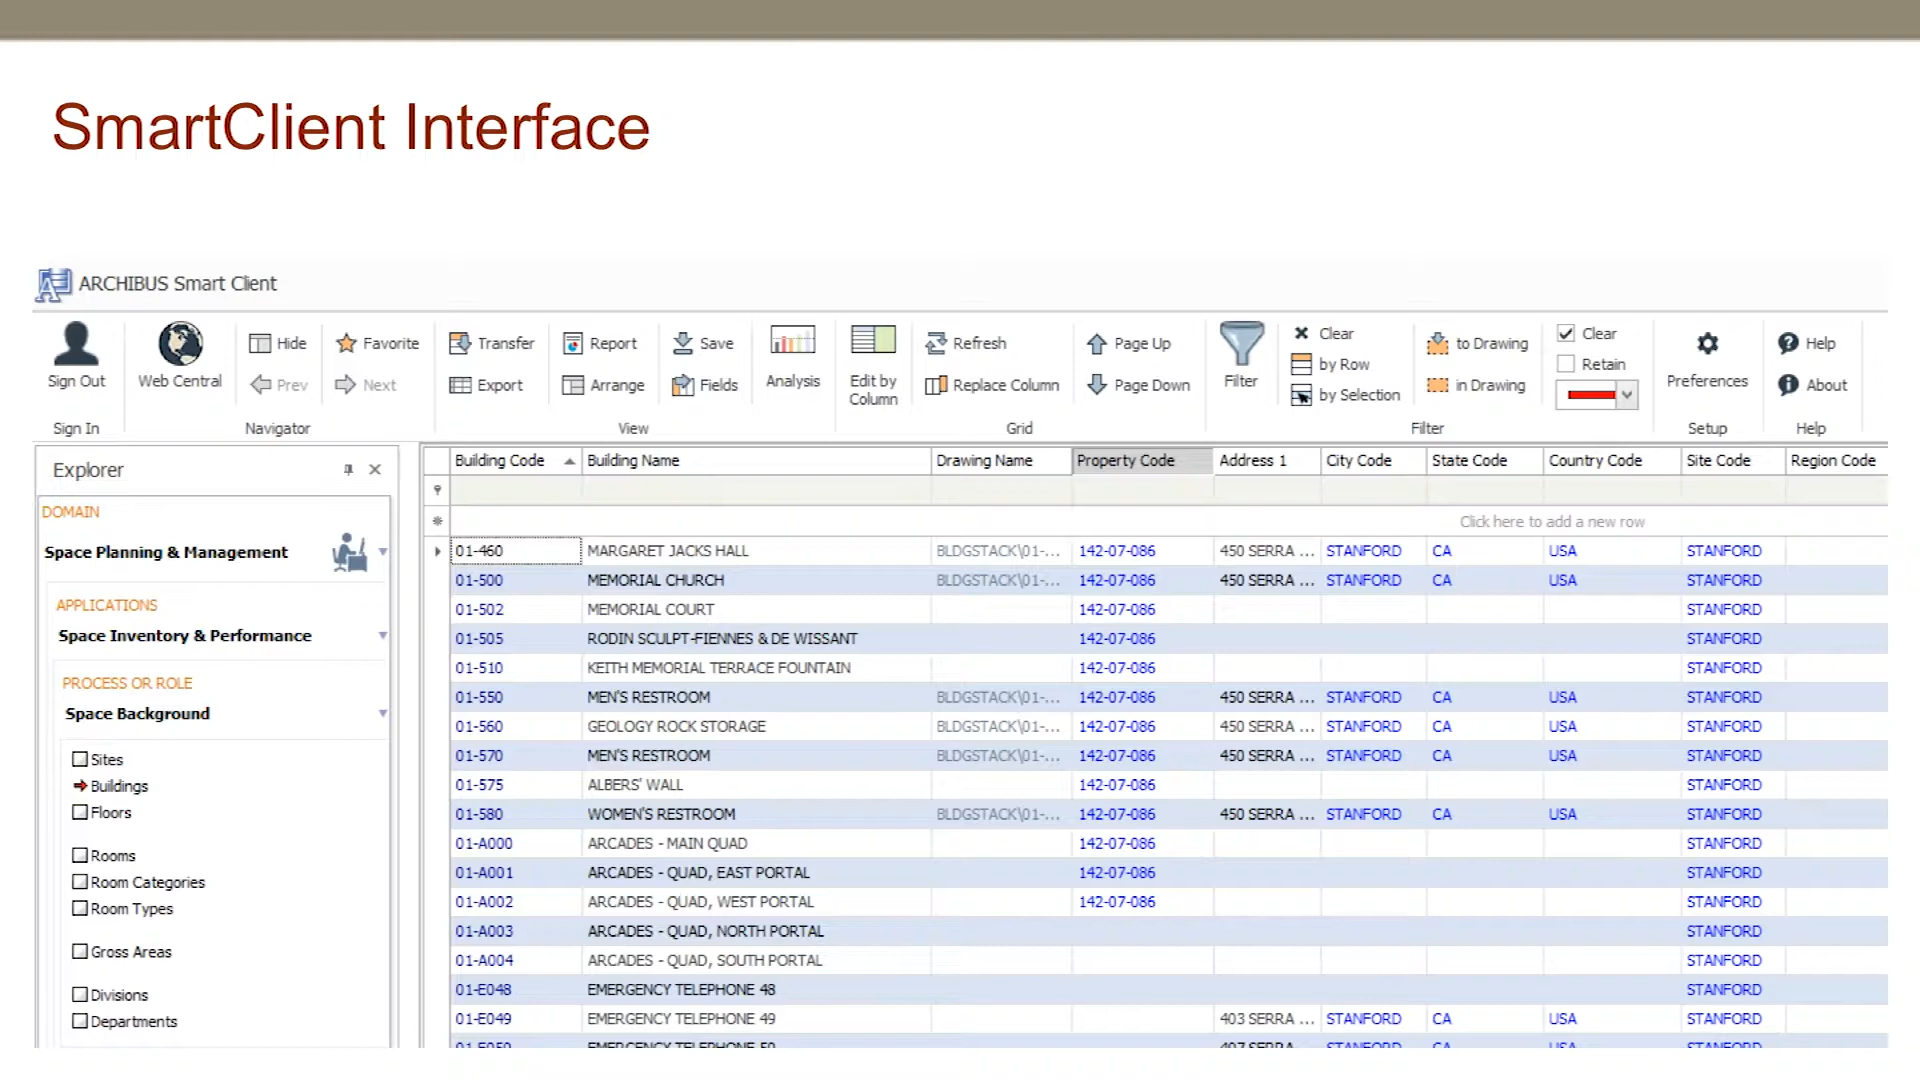 SmartClient Interface
ARCHIBUS Smart Client
Sign Out
Web Central
Hide
Favorite
Prev
Next
Transfer
Report
Save
Export
Arrange
Fields
Analysis
Edit by
Column
Refresh
Replace Column
Page Up
Page Down
Filter
Clear
by Row
by Selection
to Drawing
in Drawing
Clear
Retain
Preferences
Help
About
Sign In Navigator View Grid Filter Setup Help
Explorer
DOMAIN
Space Planning & Management
APPLICATIONS
Space Inventory & Performance
PROCESS OR ROLE
Space Background
Sites
Buildings
Floors
Rooms
Room Categories
Room Types
Gross Areas
Divisions
Departments
Building Code Building Name Drawing Name Property Code Address 1 City Code State Code Country Code Site Code Region Code
Click here to add a new row
01-460 MARGARET JACKS HALL BLDGSTACK\01-... 142-07-086 450 SERRA ... STANFORD CA USA STANFORD
01-500 MEMORIAL CHURCH BLDGSTACK\01-... 142-07-086 450 SERRA ... STANFORD CA USA STANFORD
01-502 MEMORIAL COURT 142-07-086 STANFORD
01-505 RODIN SCULPT-FIENNES & DE WISSANT 142-07-086 STANFORD
01-510 KEITH MEMORIAL TERRACE FOUNTAIN 142-07-086 STANFORD
01-550 MEN'S RESTROOM BLDGSTACK\01-... 142-07-086 450 SERRA ... STANFORD CA USA STANFORD
01-560 GEOLOGY ROCK STORAGE BLDGSTACK\01-... 142-07-086 450 SERRA ... STANFORD CA USA STANFORD
01-570 MEN'S RESTROOM BLDGSTACK\01-... 142-07-086 450 SERRA ... STANFORD CA USA STANFORD
01-575 ALBERS' WALL 142-07-086 STANFORD
01-580 WOMEN'S RESTROOM BLDGSTACK\01-... 142-07-086 450 SERRA ... STANFORD CA USA STANFORD
01-A000 ARCADES - MAIN QUAD 142-07-086 STANFORD
01-A001 ARCADES - QUAD, EAST PORTAL 142-07-086 STANFORD
01-A002 ARCADES - QUAD, WEST PORTAL 142-07-086 STANFORD
01-A003 ARCADES - QUAD, NORTH PORTAL STANFORD
01-A004 ARCADES - QUAD, SOUTH PORTAL STANFORD
01-E048 EMERGENCY TELEPHONE 48 STANFORD
01-E049 EMERGENCY TELEPHONE 49 403 SERRA ... STANFORD CA USA STANFORD
01-E050 EMERGENCY TELEPHONE 50 407 SERRA ... STANFORD CA USA STANFORD